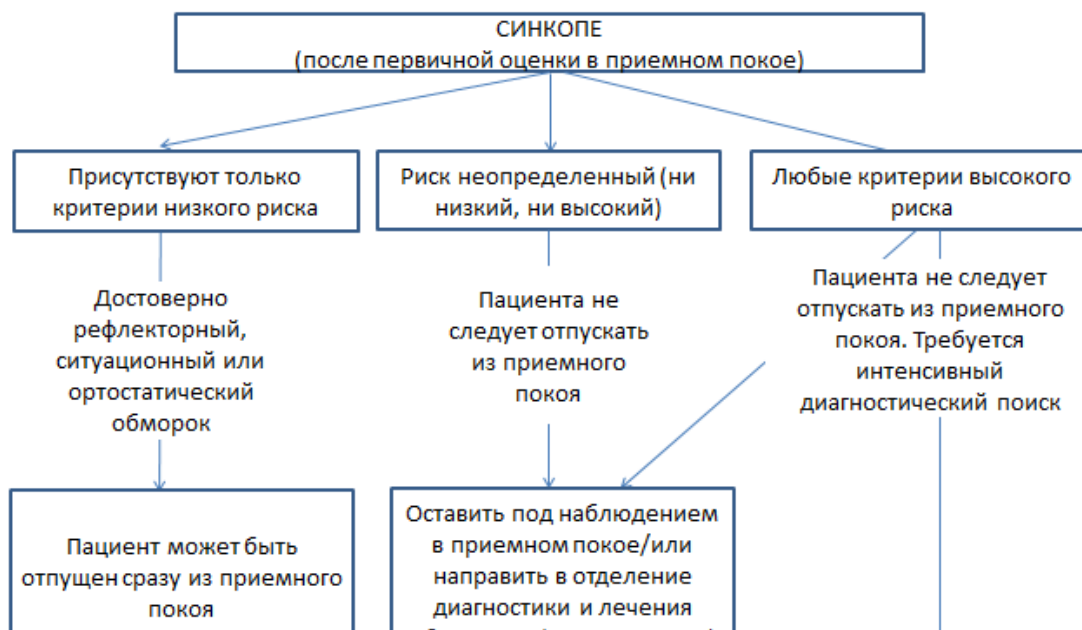 СИНКОПЕ
(после первичной оценки в приемном покое)
Присутствуют только
критерии низкого риска
Риск неопределенный (ни
низкий, ни высокий)
Любые критерии высокого
риска
Достоверно
рефлекторный,
ситуационный или
ортостатический
обморок
Пациента не
следует отпускать
из приемного
покоя
Пациента не следует
отпускать из приемного
покоя. Требуется
интенсивный
диагностический поиск
Пациент может быть
отпущен сразу из приемного
покоя
Оставить под наблюдением
в приемном покое/или
направить в отделение
диагностики и лечения